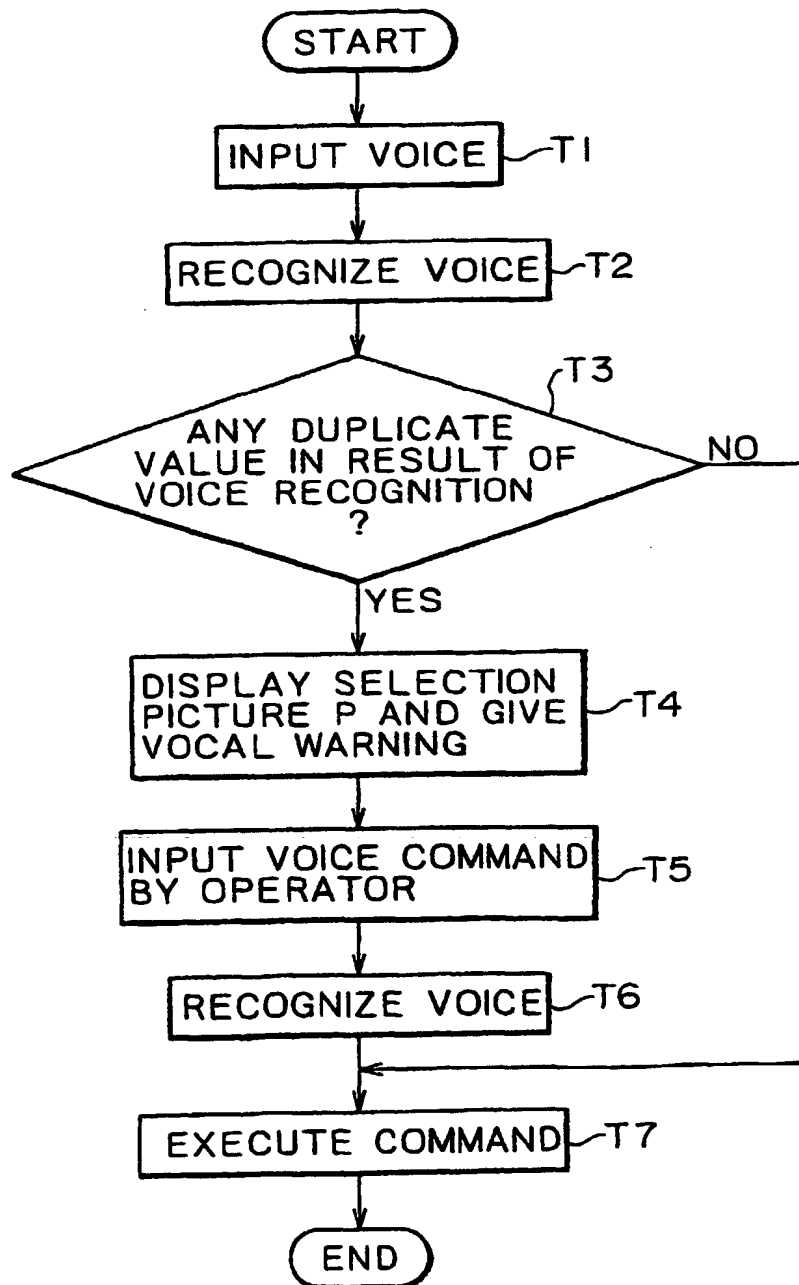 START
INPUT VOICE
T1
RECOGNIZE VOICE
T2
T3
ANY DUPLICATE
VALUE IN RESULT OF
VOICE RECOGNITION
?
NO
YES
DISPLAY SELECTION
PICTURE P AND GIVE
VOCAL WARNING
T4
INPUT VOICE COMMAND
BY OPERATOR
T5
RECOGNIZE VOICE
T6
EXECUTE COMMAND
T7
END